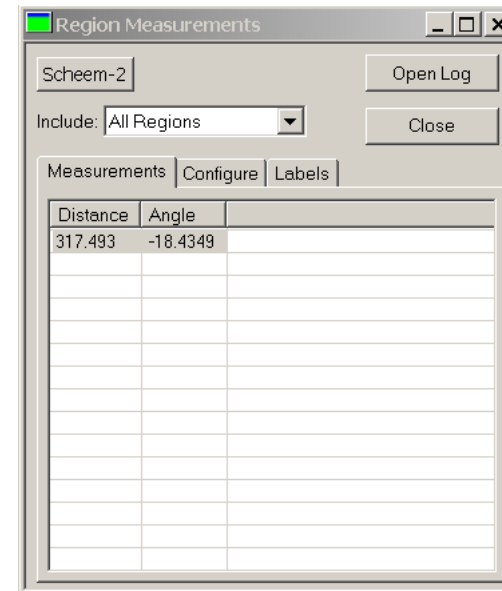 Region Measurements
Scheem-2
Open Log
Include: All Regions
Close
Measurements Configure Labels
Distance Angle
317.493 -18.4349